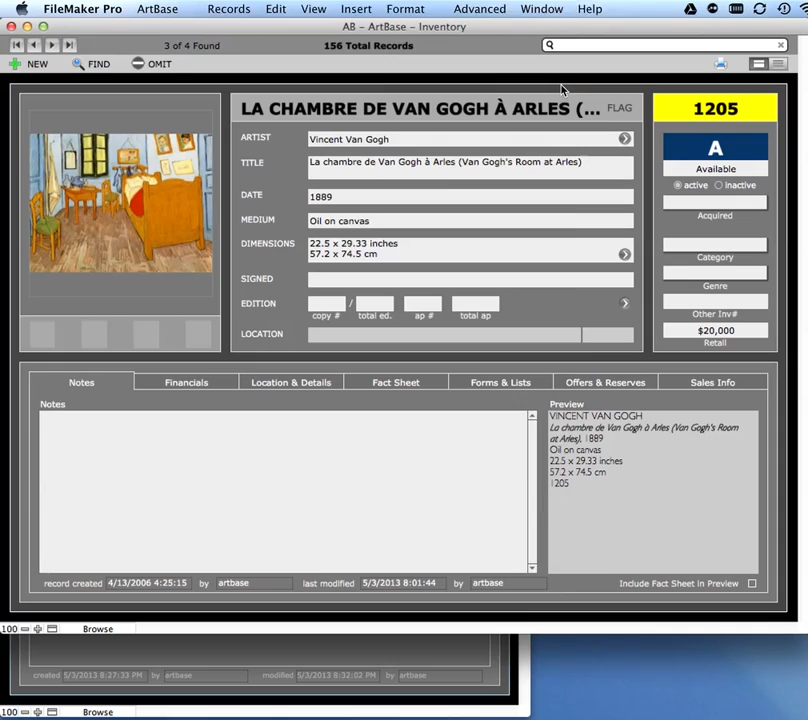 FileMaker Pro ArtBase Records Edit View Insert Format Advanced Window Help
AB - ArtBase - Inventory
3 of 4 Found 156 Total Records
NEW FIND OMIT
LA CHAMBRE DE VAN GOGH À ARLES (... FLAG
ARTIST Vincent Van Gogh
TITLE La chambre de Van Gogh à Arles (Van Gogh's Room at Arles)
DATE 1889
MEDIUM Oil on canvas
DIMENSIONS 22.5 x 29.33 inches
57.2 x 74.5 cm
SIGNED
EDITION /
copy # total ed. ap # total ap
LOCATION
1205
A
Available
active inactive
Acquired
Category
Genre
Other Inv#
$20,000
Retail
Notes Financials Location & Details Fact Sheet Forms & Lists Offers & Reserves Sales Info
Notes
Preview
VINCENT VAN GOGH
La chambre de Van Gogh à Arles (Van Gogh's Room
at Arles), 1889
Oil on canvas
22.5 x 29.33 inches
57.2 x 74.5 cm
1205
record created 4/13/2006 4:25:15 by artbase last modified 5/3/2013 8:01:44 by artbase
Include Fact Sheet in Preview
100 Browse
created 5/3/2013 8:27:33 PM by artbase modified 5/3/2013 8:32:02 PM by artbase
100 Browse